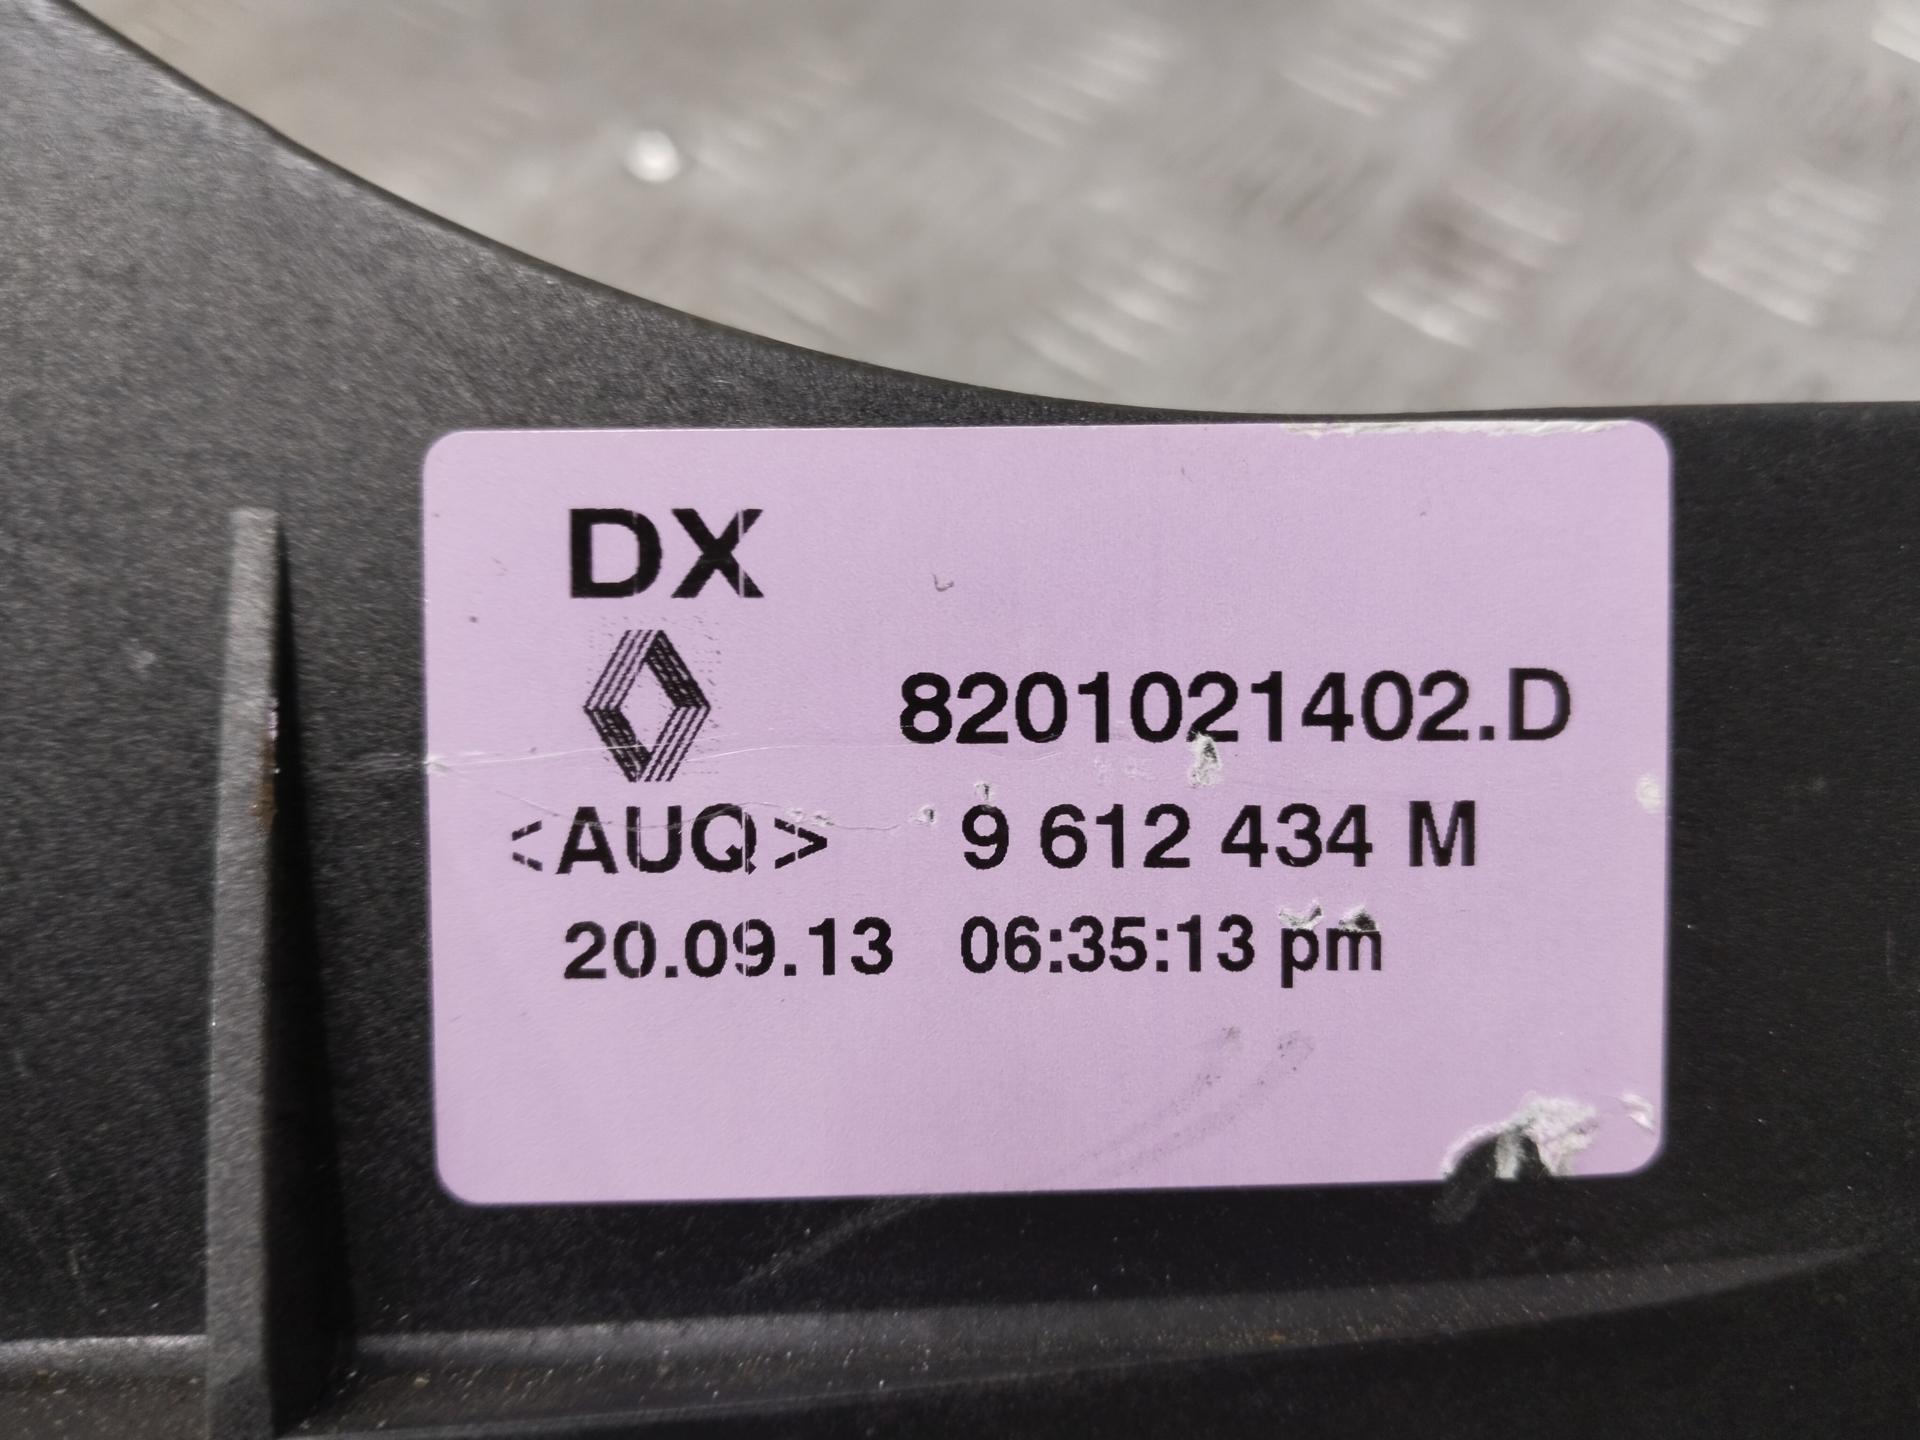 DX
8201021402.D
<AUQ> 9 612 434 M
20.09.13 06:35:13 pm